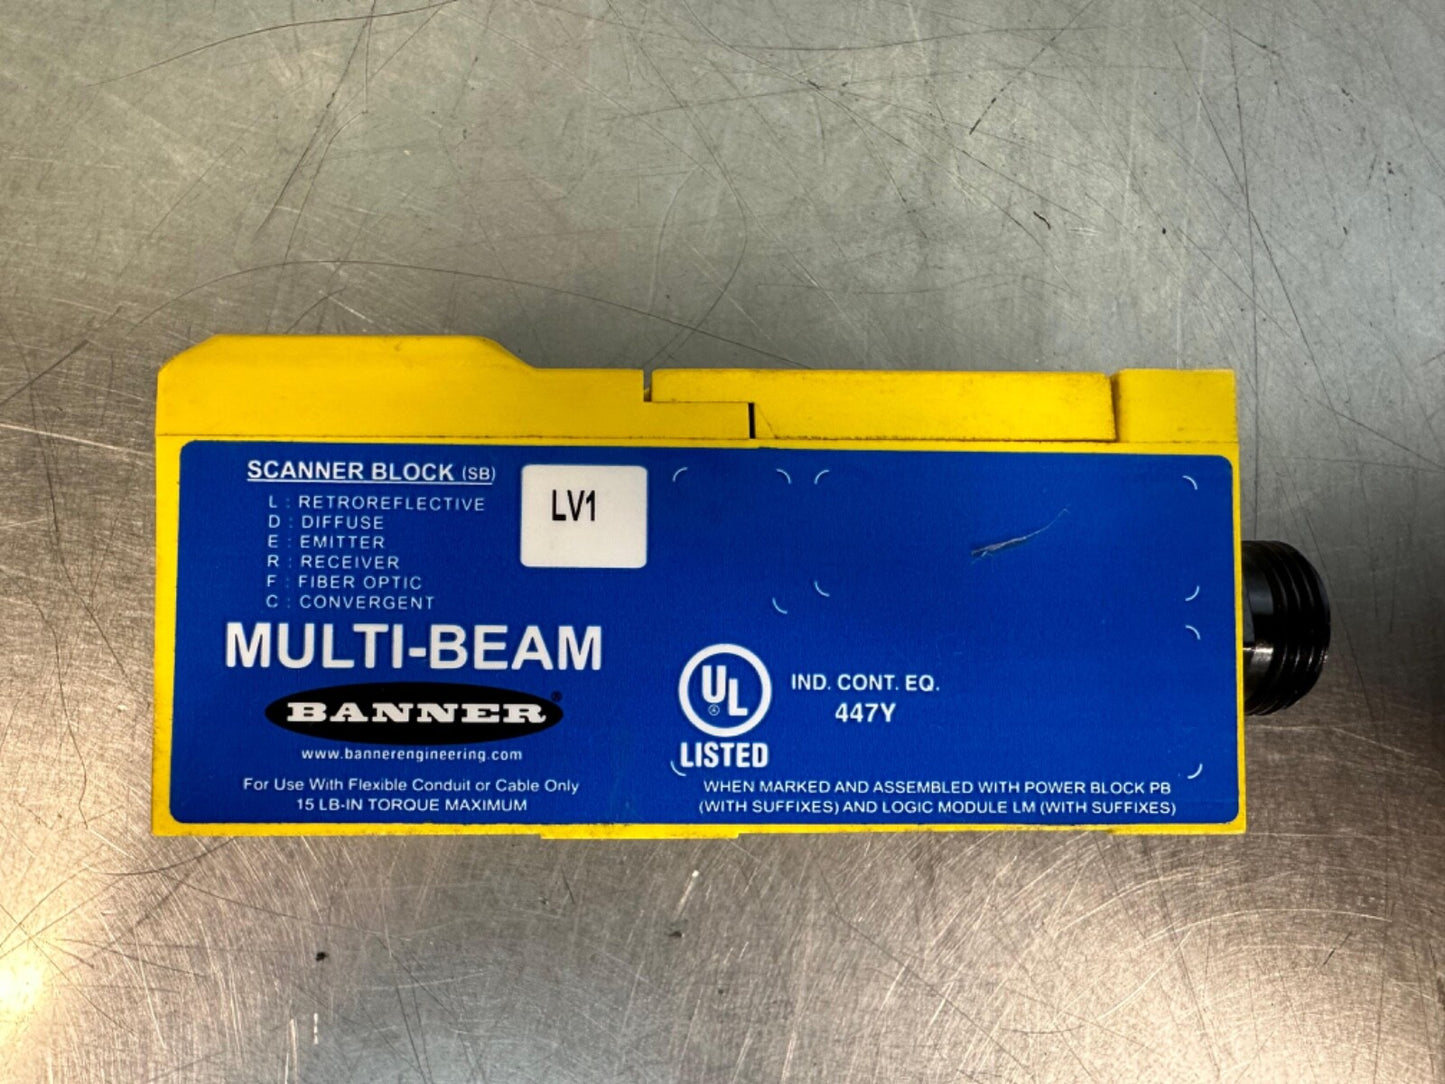 SCANNER BLOCK (SB)
L : RETROREFLECTIVE
D : DIFFUSE
E : EMITTER
R : RECEIVER
F : FIBER OPTIC
C : CONVERGENT
LV1
MULTI-BEAM
BANNER®
www.bannerengineering.com
For Use With Flexible Conduit or Cable Only
15 LB-IN TORQUE MAXIMUM
UL®
LISTED
IND. CONT. EQ.
447Y
WHEN MARKED AND ASSEMBLED WITH POWER BLOCK PB
(WITH SUFFIXES) AND LOGIC MODULE LM (WITH SUFFIXES)